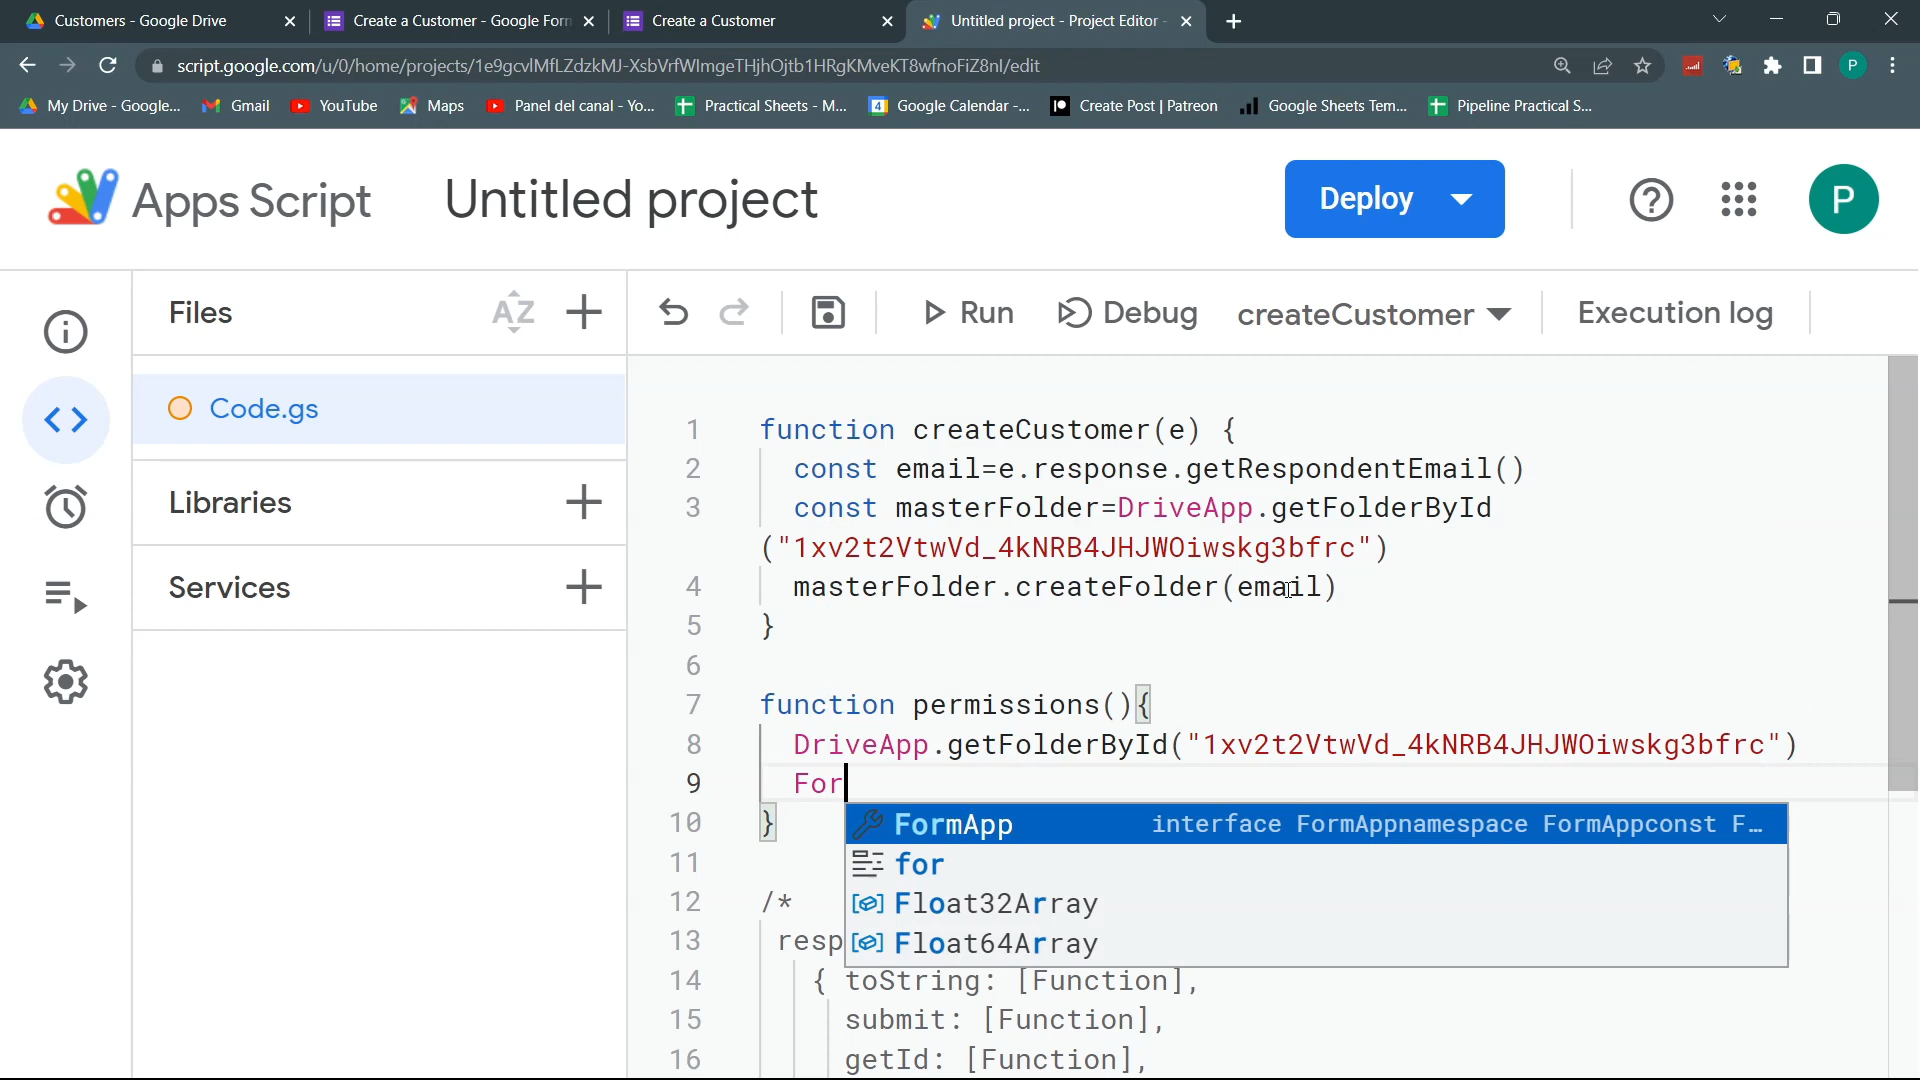 Customers - Google Drive
Create a Customer - Google Forn
Create a Customer
Untitled project - Project Editor -
script.google.com/u/0/home/projects/1e9gcvlMfLZdzkMJ-XsbVrfWlmgeTHjhOjtb1HRgKMveKT8wfnoFiZ8nl/edit
P
My Drive - Google...
Gmail
YouTube
Maps
Panel del canal - Yo...
Practical Sheets - M...
4 Google Calendar -...
Create Post | Patreon
Google Sheets Tem...
Pipeline Practical S...
Apps Script
Untitled project
Deploy
P
Files
AZ
Run
Debug
createCustomer
Execution log
Code.gs
Libraries
Services
1 function createCustomer(e) {
2 const email=e.response.getRespondentEmail()
3 const masterFolder=DriveApp.getFolderById
("1xv2t2VtwVd_4kNRB4JHJWOiwskg3bfrc")
4 masterFolder.createFolder(email)
5 }
6
7 function permissions(){
8 DriveApp.getFolderById("1xv2t2VtwVd_4kNRB4JHJWOiwskg3bfrc")
9 For
10 }
FormApp interface FormAppnamespace FormAppconst F...
11
for
12 /*
Float32Array
13 resp
Float64Array
14 { toString: [Function],
15 submit: [Function],
16 getId: [Function],